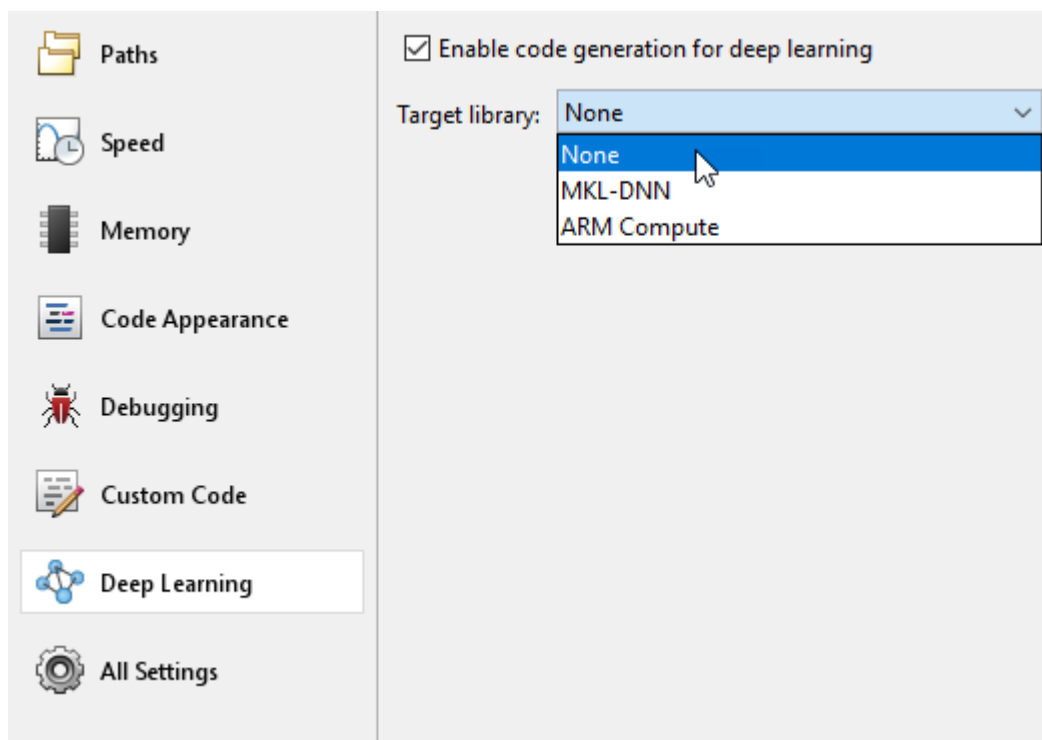 Paths
Speed
Memory
Code Appearance
Debugging
Custom Code
Deep Learning
All Settings
Enable code generation for deep learning
Target library: None
None
MKL-DNN
ARM Compute